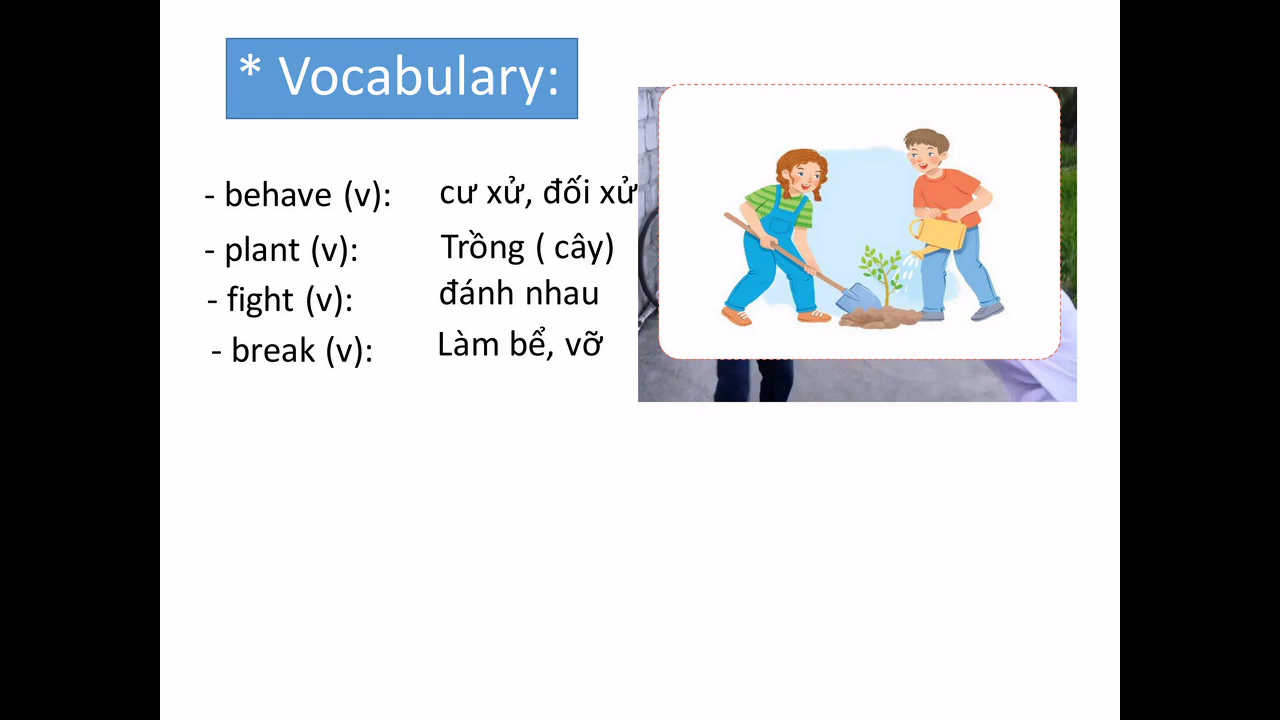 * Vocabulary:
- behave (v): cư xử, đối xử
- plant (v): Trồng ( cây)
- fight (v): đánh nhau
- break (v): Làm bể, vỡ